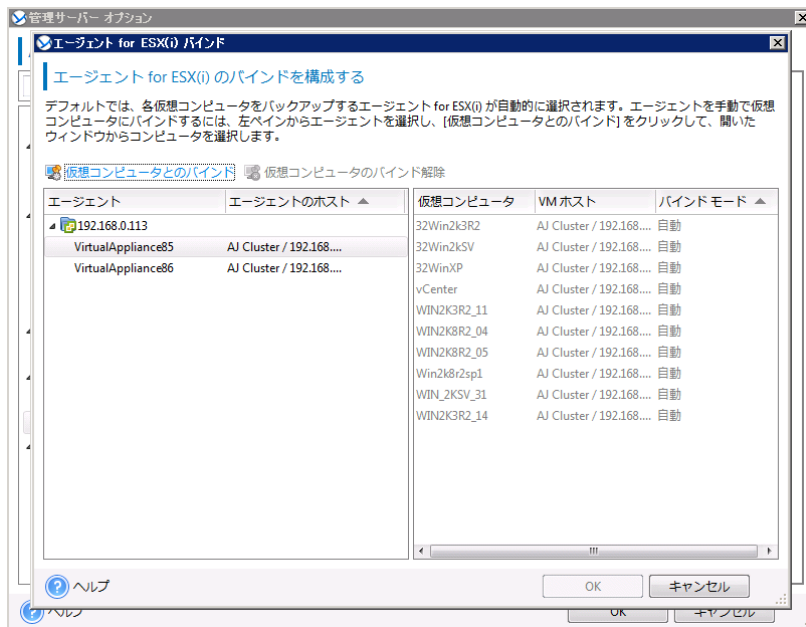 管理サーバー オプション
エージェント for ESX(i) バインド
エージェント for ESX(i) のバインドを構成する
デフォルトでは、各仮想コンピュータをバックアップするエージェント for ESX(i) が自動的に選択されます。エージェントを手動で仮想
コンピュータにバインドするには、左ペインからエージェントを選択し、[仮想コンピュータとのバインド] をクリックして、開いた
ウィンドウからコンピュータを選択します。
仮想コンピュータとのバインド 仮想コンピュータのバインド解除
エージェント エージェントのホスト 仮想コンピュータ VM ホスト バインド モード
192.168.0.113 32Win2k3R2 AJ Cluster / 192.168.... 自動
VirtualAppliance85 AJ Cluster / 192.168.... 32Win2kSV AJ Cluster / 192.168.... 自動
VirtualAppliance86 AJ Cluster / 192.168.... 32WinXP AJ Cluster / 192.168.... 自動
vCenter AJ Cluster / 192.168.... 自動
WIN2K3R2_11 AJ Cluster / 192.168.... 自動
WIN2K8R2_04 AJ Cluster / 192.168.... 自動
WIN2K8R2_05 AJ Cluster / 192.168.... 自動
Win2k8r2sp1 AJ Cluster / 192.168.... 自動
WIN_2KSV_31 AJ Cluster / 192.168.... 自動
WIN2K3R2_14 AJ Cluster / 192.168.... 自動
ヘルプ OK キャンセル
ヘルプ OK キャンセル